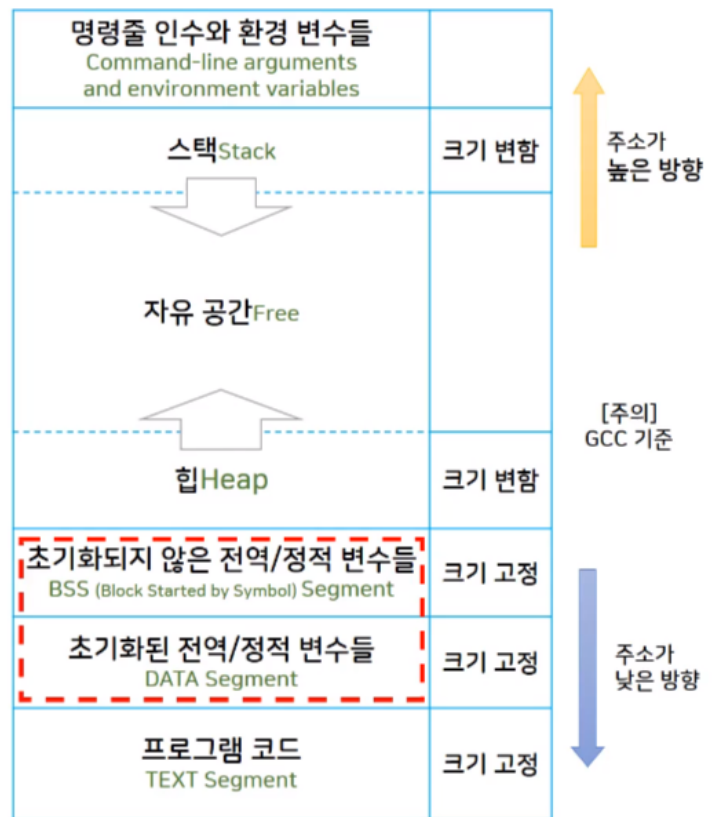 명령줄 인수와 환경 변수들
Command-line arguments
and environment variables
스택Stack
크기 변함
주소가
높은 방향
자유 공간Free
[주의]
GCC 기준
힙Heap
크기 변함
초기화되지 않은 전역/정적 변수들
BSS (Block Started by Symbol) Segment
크기 고정
초기화된 전역/정적 변수들
DATA Segment
크기 고정
주소가
낮은 방향
프로그램 코드
TEXT Segment
크기 고정